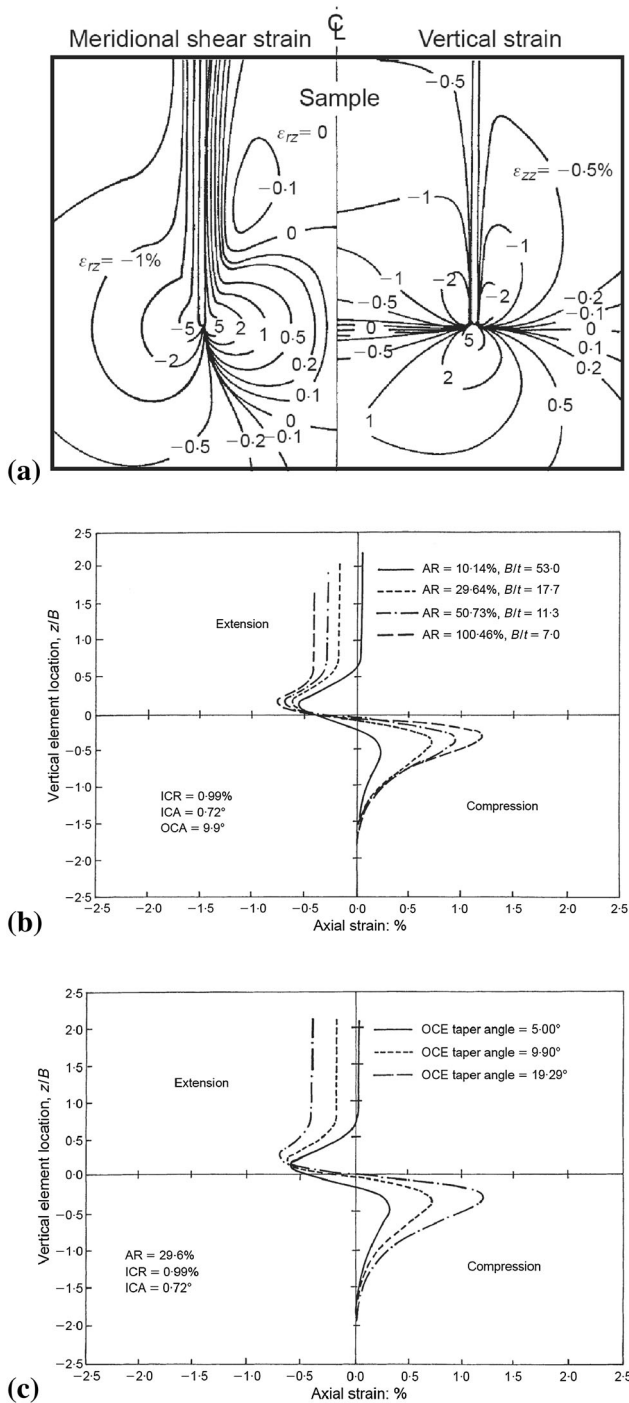 ℄
Meridional shear strain
Vertical strain
Sample
−0·5
εrz = 0
−0·1
0
εrz = −1%
−5
5
2
1
0·5
−2
0·2
0·1
0
−0·5
−0·2
−0·1
εzz = −0·5%
−1
−1
−1
−2
−2
−0·5
0
−0·5
−0·2
−0·1
0
0·1
0·2
5
2
1
0·5
(a)
2·5
2·0
1·5
1·0
0·5
0
−0·5
−1·0
−1·5
−2·0
−2·5
Vertical element location, z/B
AR = 10·14%, B/t = 53·0
AR = 29·64%, B/t = 17·7
AR = 50·73%, B/t = 11·3
AR = 100·46%, B/t = 7·0
Extension
ICR = 0·99%
ICA = 0·72°
OCA = 9·9°
Compression
−2·5 −2·0 −1·5 −1·0 −0·5 0·0 0·5 1·0 1·5 2·0 2·5
Axial strain: %
(b)
2·5
2·0
1·5
1·0
0·5
0·0
−0·5
−1·0
−1·5
−2·0
−2·5
Vertical element location, z/B
OCE taper angle = 5·00°
OCE taper angle = 9·90°
OCE taper angle = 19·29°
Extension
AR = 29·6%
ICR = 0·99%
ICA = 0·72°
Compression
−2·5 −2·0 −1·5 −1·0 −0·5 0·0 0·5 1·0 1·5 2·0 2·5
Axial strain: %
(c)